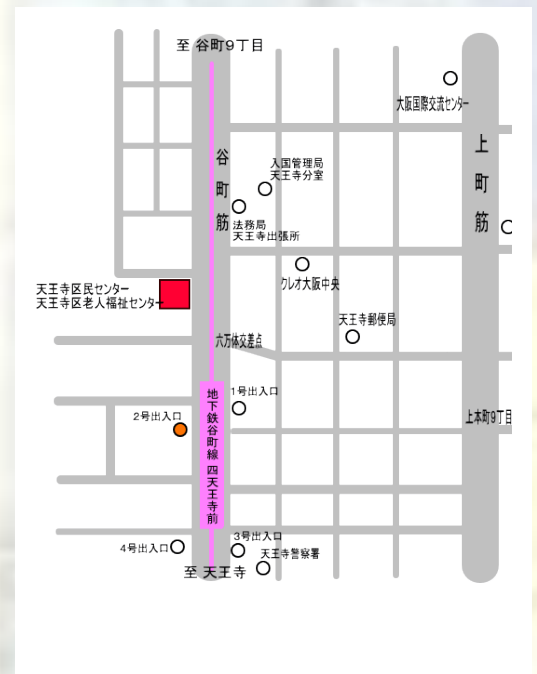 至 谷町9丁目
大阪国際交流センター
谷町筋
上町筋
入国管理局
天王寺分室
法務局
天王寺出張所
クレオ大阪中央
天王寺区民センター
天王寺区老人福祉センター
天王寺郵便局
六万体交差点
1号出入口
地下鉄谷町線 四天王寺前
2号出入口
上本町9丁目
3号出入口
4号出入口
天王寺警察署
至 天王寺